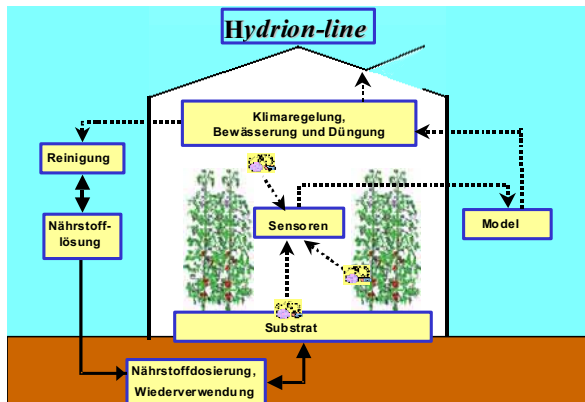 Hydrion-line
Klimaregelung,
Bewässerung und Düngung
Reinigung
Nährstoff-
lösung
Sensoren
Model
Substrat
Nährstoffdosierung,
Wiederverwendung